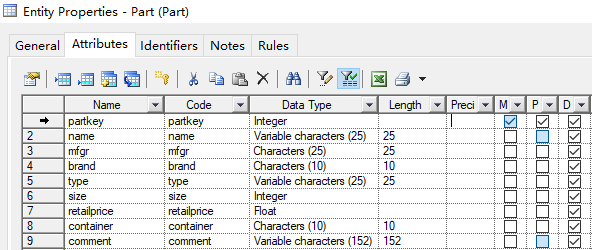 Entity Properties - Part (Part)
General Attributes Identifiers Notes Rules
Name Code Data Type Length Preci M P D
partkey partkey Integer
2 name name Variable characters (25) 25
3 mfgr mfgr Characters (25) 25
4 brand brand Characters (10) 10
5 type type Variable characters (25) 25
6 size size Integer
7 retailprice retailprice Float
8 container container Characters (10) 10
9 comment comment Variable characters (152) 152